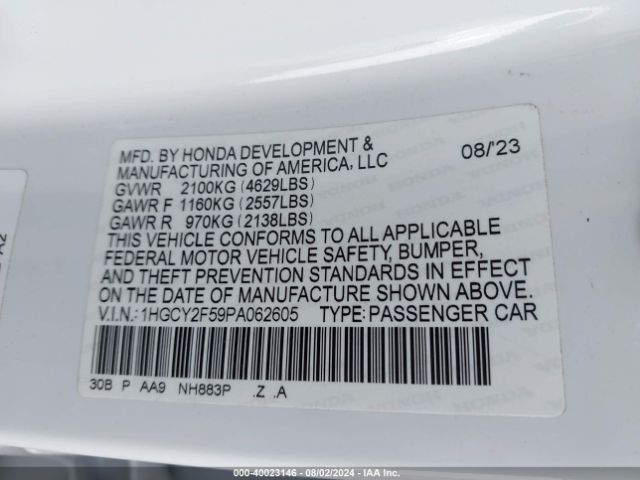 MFD. BY HONDA DEVELOPMENT & 08/'23
MANUFACTURING OF AMERICA, LLC
GVWR 2100KG (4629LBS)
GAWR F 1160KG (2557LBS)
GAWR R 970KG (2138LBS)
THIS VEHICLE CONFORMS TO ALL APPLICABLE
FEDERAL MOTOR VEHICLE SAFETY, BUMPER,
AND THEFT PREVENTION STANDARDS IN EFFECT
ON THE DATE OF MANUFACTURE SHOWN ABOVE.
V.I.N.:1HGCY2F59PA062605 TYPE:PASSENGER CAR
30B P AA9 NH883P .Z .A
000-40023146 - 08/02/2024 - IAA Inc.